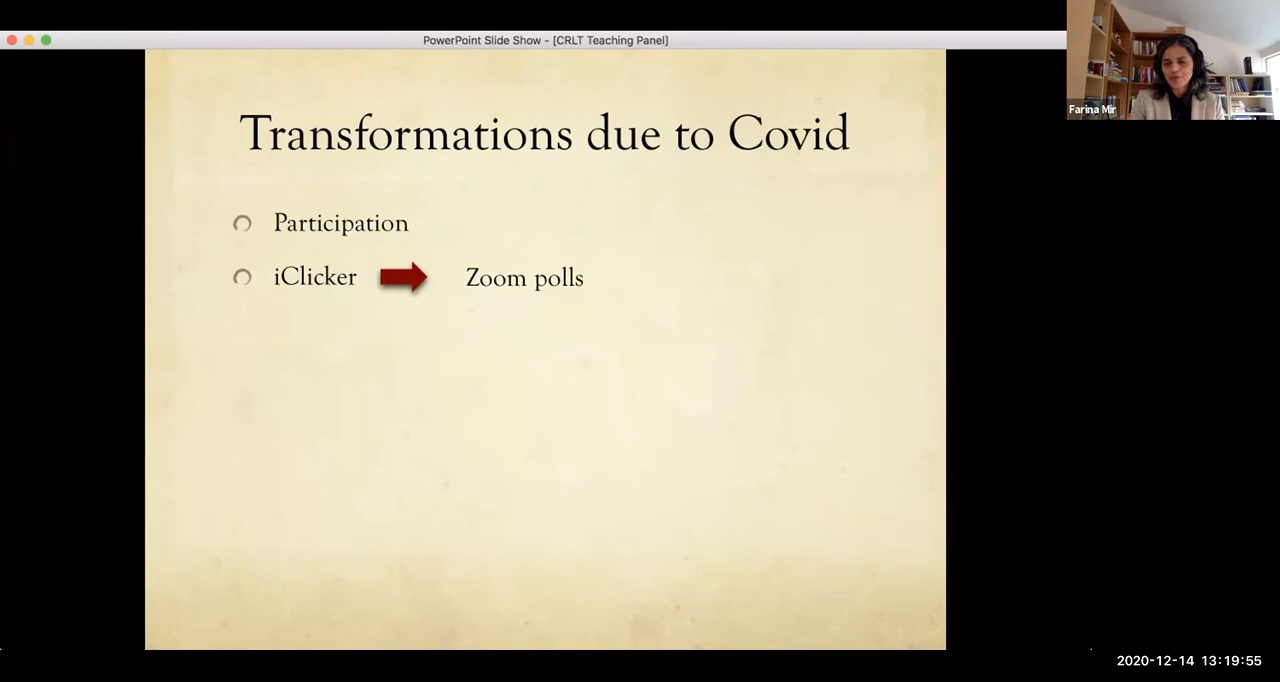 PowerPoint Slide Show - [CRLT Teaching Panel]
Farina Mir
Transformations due to Covid
Participation
iClicker
Zoom polls
2020-12-14 13:19:55